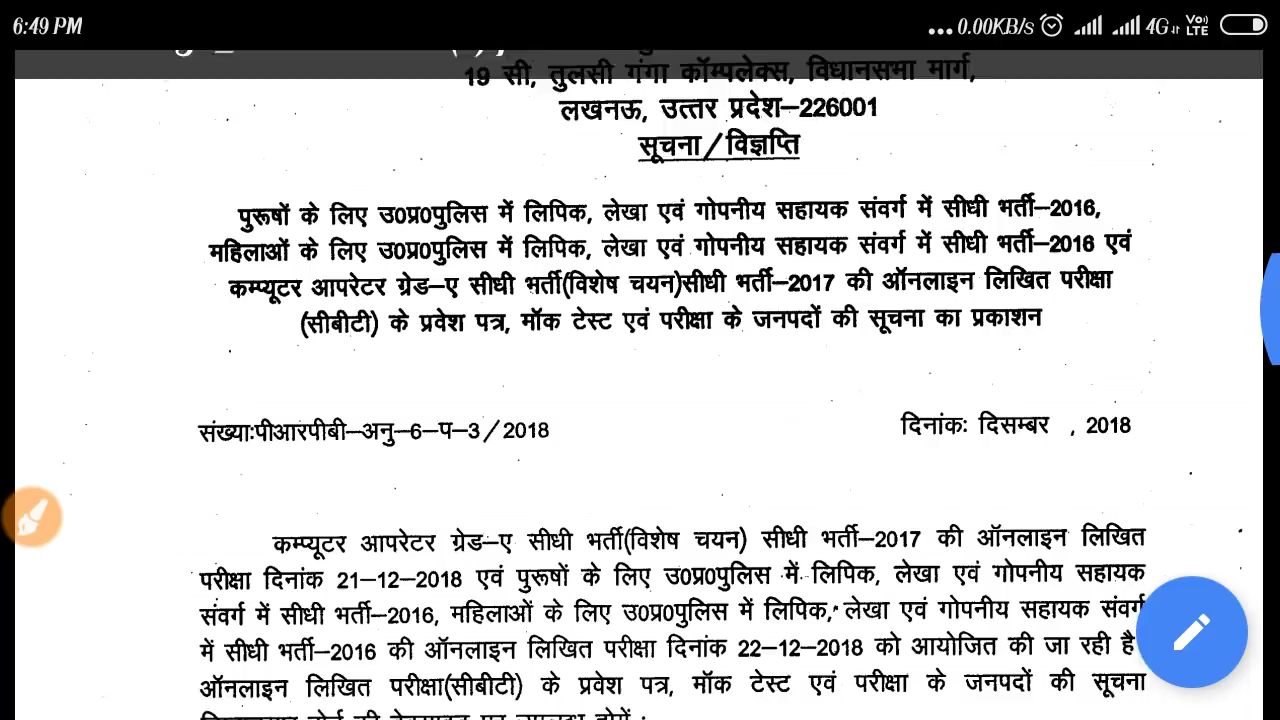 6:49 PM
...0.00KB/s 4G VoLTE
19 सी, तुलसी गंगा कॉम्पलेक्स, विधानसभा मार्ग,
लखनऊ, उत्तर प्रदेश–226001
सूचना/विज्ञप्ति
पुरूषों के लिए उ0प्र0पुलिस में लिपिक, लेखा एवं गोपनीय सहायक संवर्ग में सीधी भर्ती–2016,
महिलाओं के लिए उ0प्र0पुलिस में लिपिक, लेखा एवं गोपनीय सहायक संवर्ग में सीधी भर्ती–2016 एवं
कम्प्यूटर आपरेटर ग्रेड–ए सीधी भर्ती(विशेष चयन)सीधी भर्ती–2017 की ऑनलाइन लिखित परीक्षा
(सीबीटी) के प्रवेश पत्र, मॉक टेस्ट एवं परीक्षा के जनपदों की सूचना का प्रकाशन
संख्याःपीआरपीबी–अनु–6–प–3/2018 दिनांकः दिसम्बर , 2018
कम्प्यूटर आपरेटर ग्रेड–ए सीधी भर्ती(विशेष चयन) सीधी भर्ती–2017 की ऑनलाइन लिखित
परीक्षा दिनांक 21–12–2018 एवं पुरूषों के लिए उ0प्र0पुलिस में लिपिक, लेखा एवं गोपनीय सहायक
संवर्ग में सीधी भर्ती–2016, महिलाओं के लिए उ0प्र0पुलिस में लिपिक, लेखा एवं गोपनीय सहायक संवर्ग
में सीधी भर्ती–2016 की ऑनलाइन लिखित परीक्षा दिनांक 22–12–2018 को आयोजित की जा रही है
ऑनलाइन लिखित परीक्षा(सीबीटी) के प्रवेश पत्र, मॉक टेस्ट एवं परीक्षा के जनपदों की सूचना